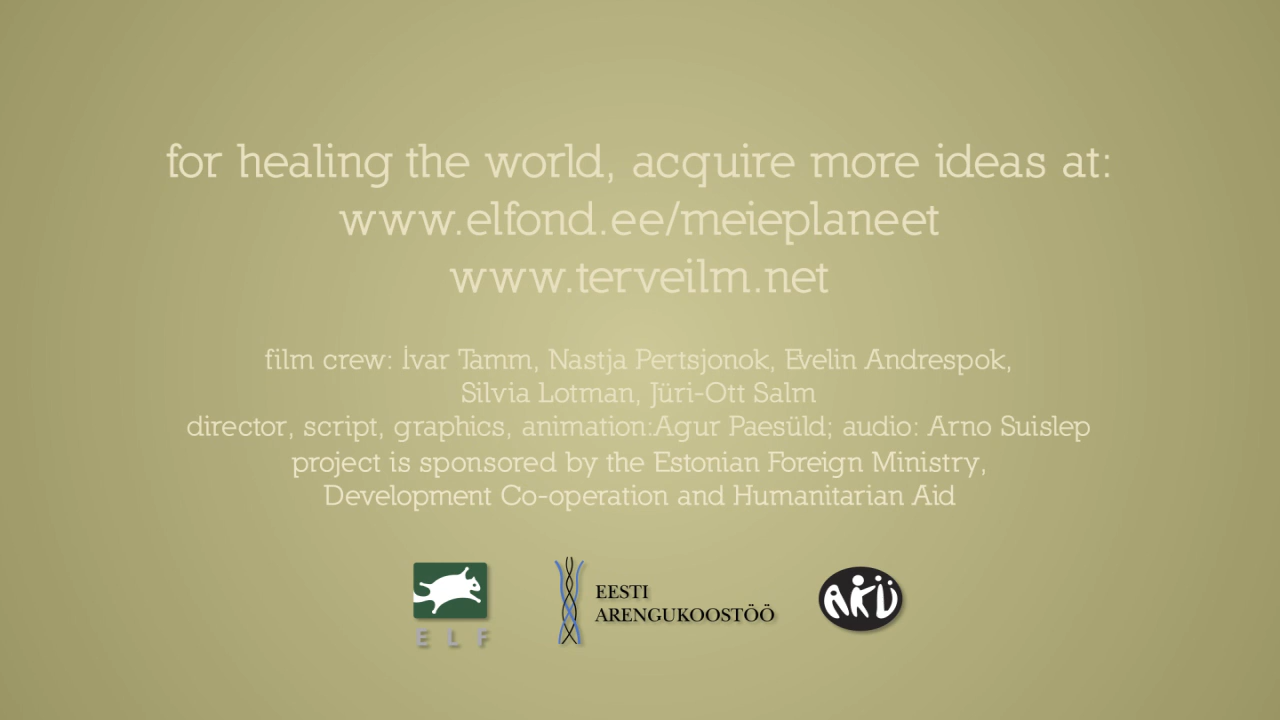 for healing the world, acquire more ideas at:
www.elfond.ee/meieplaneet
www.terveilm.net
film crew: İvar Tamm, Nastja Pertsjonok, Evelin Andrespok,
Silvia Lotman, Jüri-Ott Salm
director, script, graphics, animation:Agur Paesüld; audio: Arno Suislep
project is sponsored by the Estonian Foreign Ministry,
Development Co-operation and Humanitarian Aid
ELF
EESTI
ARENGUKOOSTÖÖ
AKÜ